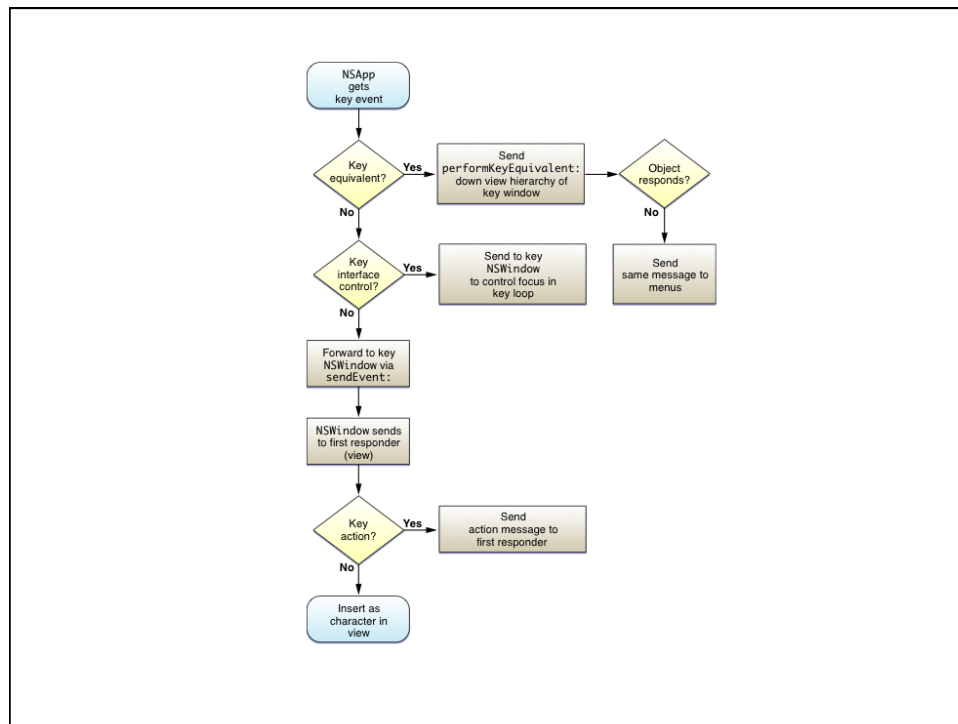 NSApp
gets
key event
Key
equivalent?
Yes
Send
performKeyEquivalent:
down view hierarchy of
key window
Object
responds?
No
Send
same message to
menus
No
Key
interface
control?
Yes
Send to key
NSWindow
to control focus in
key loop
No
Forward to key
NSWindow via
sendEvent:
NSWindow sends
to first responder
(view)
Key
action?
Yes
Send
action message to
first responder
No
Insert as
character in
view